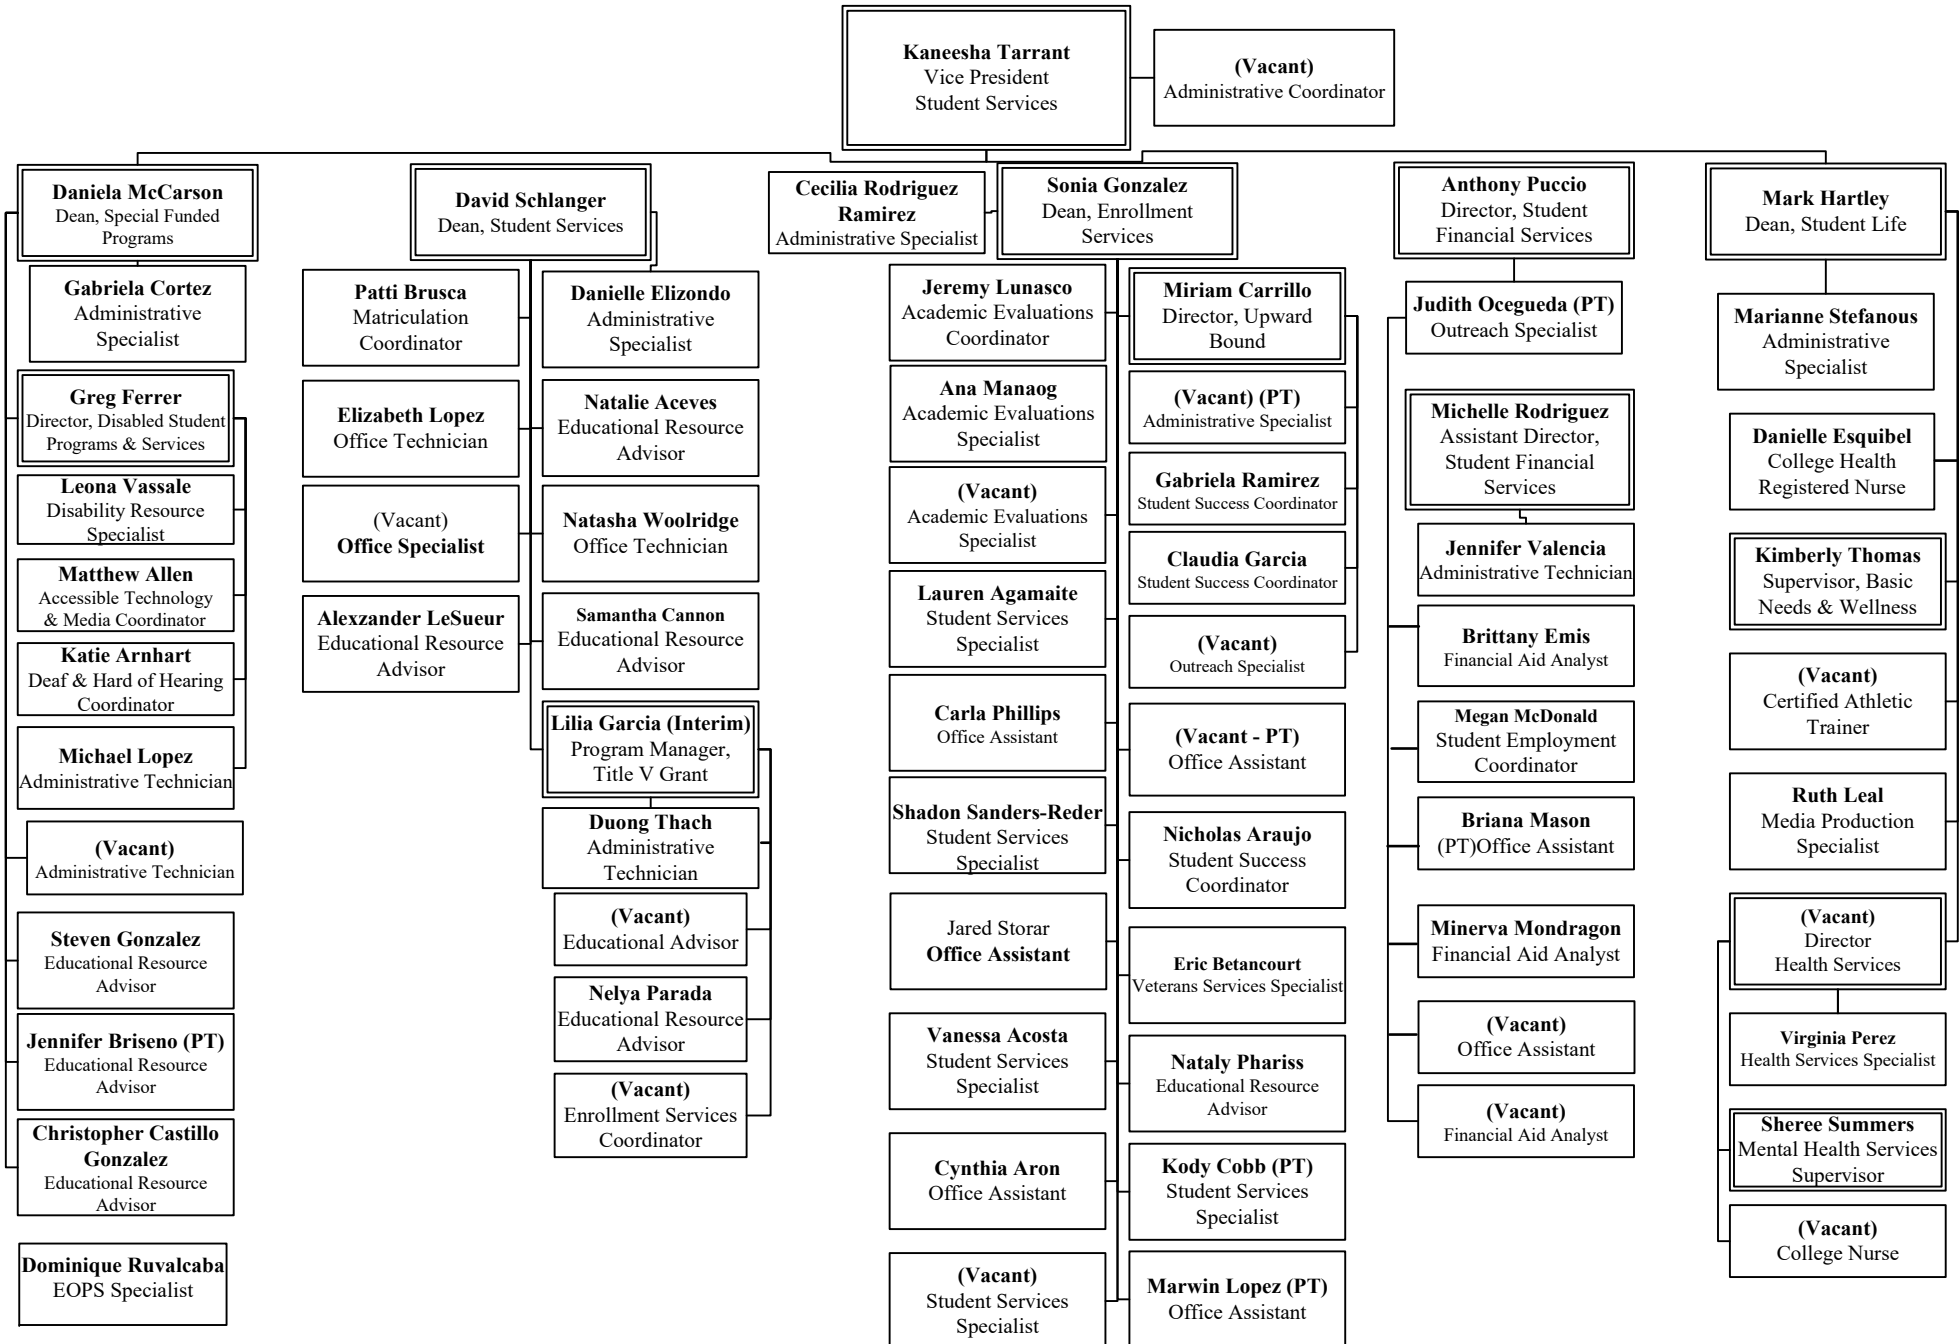 Kaneesha Tarrant
Vice President
Student Services
(Vacant)
Administrative Coordinator
Daniela McCarson
Dean, Special Funded
Programs
Gabriela Cortez
Administrative
Specialist
Greg Ferrer
Director, Disabled Student
Programs & Services
Leona Vassale
Disability Resource
Specialist
Matthew Allen
Accessible Technology
& Media Coordinator
Katie Arnhart
Deaf & Hard of Hearing
Coordinator
Michael Lopez
Administrative Technician
(Vacant)
Administrative Technician
Steven Gonzalez
Educational Resource
Advisor
Jennifer Briseno (PT)
Educational Resource
Advisor
Christopher Castillo
Gonzalez
Educational Resource
Advisor
Dominique Ruvalcaba
EOPS Specialist
David Schlanger
Dean, Student Services
Patti Brusca
Matriculation
Coordinator
Elizabeth Lopez
Office Technician
(Vacant)
Office Specialist
Alexzander LeSueur
Educational Resource
Advisor
Danielle Elizondo
Administrative
Specialist
Natalie Aceves
Educational Resource
Advisor
Natasha Woolridge
Office Technician
Samantha Cannon
Educational Resource
Advisor
Lilia Garcia (Interim)
Program Manager,
Title V Grant
Duong Thach
Administrative
Technician
(Vacant)
Educational Advisor
Nelya Parada
Educational Resource
Advisor
(Vacant)
Enrollment Services
Coordinator
Cecilia Rodriguez
Ramirez
Administrative Specialist
Sonia Gonzalez
Dean, Enrollment
Services
Jeremy Lunasco
Academic Evaluations
Coordinator
Ana Manaog
Academic Evaluations
Specialist
(Vacant)
Academic Evaluations
Specialist
Lauren Agamaite
Student Services
Specialist
Carla Phillips
Office Assistant
Shadon Sanders-Reder
Student Services
Specialist
Jared Storar
Office Assistant
Vanessa Acosta
Student Services
Specialist
Cynthia Aron
Office Assistant
(Vacant)
Student Services
Specialist
Miriam Carrillo
Director, Upward
Bound
(Vacant) (PT)
Administrative Specialist
Gabriela Ramirez
Student Success Coordinator
Claudia Garcia
Student Success Coordinator
(Vacant)
Outreach Specialist
(Vacant - PT)
Office Assistant
Nicholas Araujo
Student Success
Coordinator
Eric Betancourt
Veterans Services Specialist
Nataly Phariss
Educational Resource
Advisor
Kody Cobb (PT)
Student Services
Specialist
Marwin Lopez (PT)
Office Assistant
Anthony Puccio
Director, Student
Financial Services
Judith Ocegueda (PT)
Outreach Specialist
Michelle Rodriguez
Assistant Director,
Student Financial
Services
Jennifer Valencia
Administrative Technician
Brittany Emis
Financial Aid Analyst
Megan McDonald
Student Employment
Coordinator
Briana Mason
(PT)Office Assistant
Minerva Mondragon
Financial Aid Analyst
(Vacant)
Office Assistant
(Vacant)
Financial Aid Analyst
Mark Hartley
Dean, Student Life
Marianne Stefanous
Administrative
Specialist
Danielle Esquibel
College Health
Registered Nurse
Kimberly Thomas
Supervisor, Basic
Needs & Wellness
(Vacant)
Certified Athletic
Trainer
Ruth Leal
Media Production
Specialist
(Vacant)
Director
Health Services
Virginia Perez
Health Services Specialist
Sheree Summers
Mental Health Services
Supervisor
(Vacant)
College Nurse